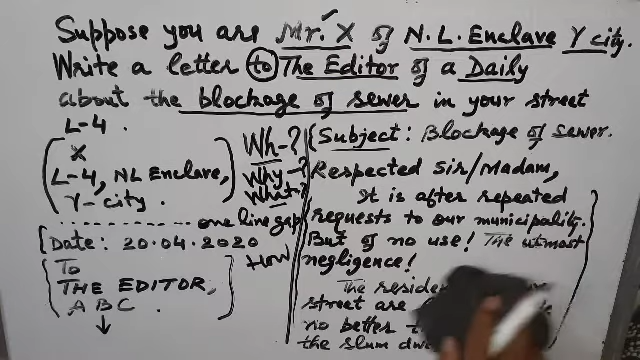 Suppose you are Mr. X of N.L. Enclave Y city.
Write a letter to The Editor of a Daily
about the blockage of sewer in your street
L-4.
X
L-4, NL Enclave,
Y-city.
one line gap
Date: 20.04.2020
To
THE EDITOR,
ABC
Wh-?
Why-?
What?
How
Subject: Blockage of sewer.
Respected Sir/Madam,
It is after repeated
requests to our municipality.
But of no use! The utmost
negligence!
The
street are
no better
the slum